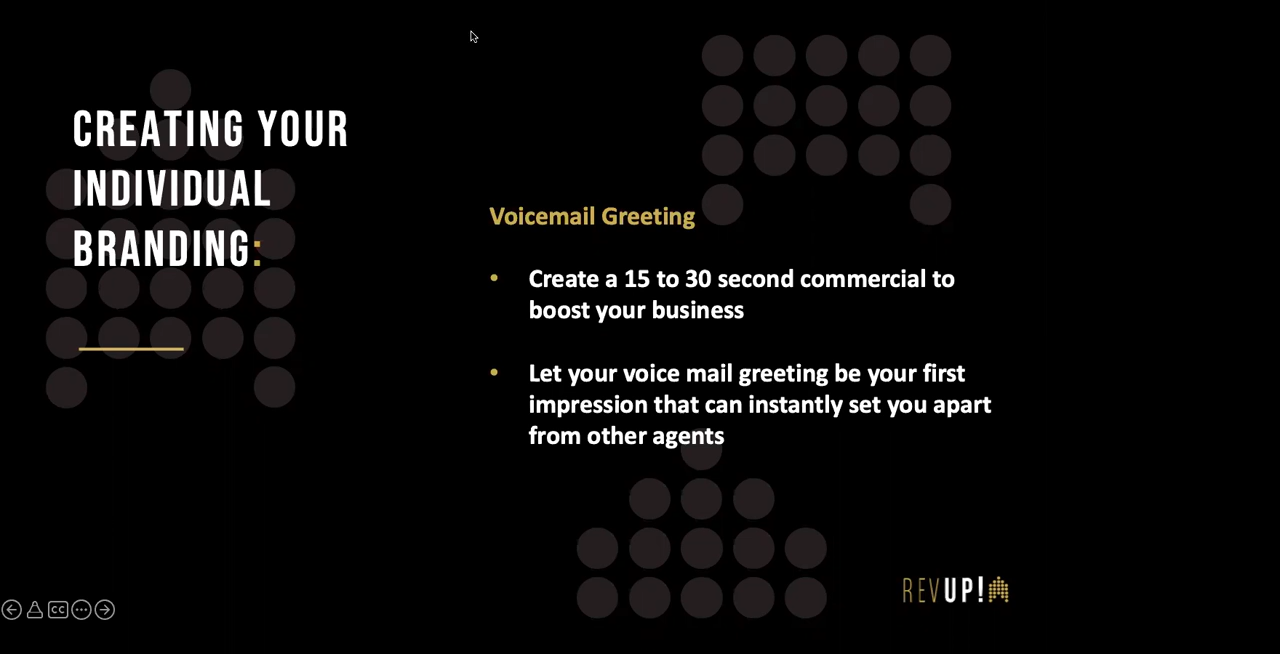 CREATING YOUR
INDIVIDUAL
BRANDING:
Voicemail Greeting
• Create a 15 to 30 second commercial to
boost your business
• Let your voice mail greeting be your first
impression that can instantly set you apart
from other agents
REVUP!
CC